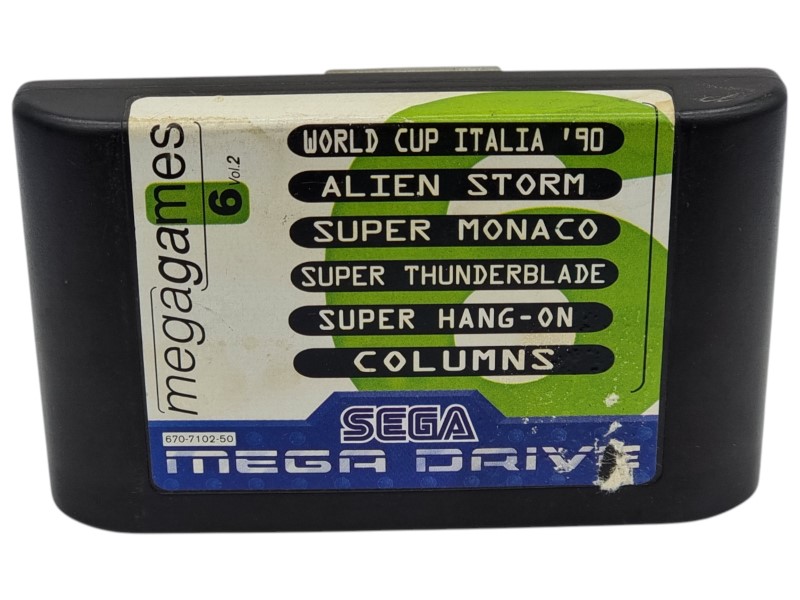 megagames
6 Vol.2
WORLD CUP ITALIA '90
ALIEN STORM
SUPER MONACO
SUPER THUNDERBLADE
SUPER HANG-ON
COLUMNS
SEGA
670-7102-50
MEGA DRIVE